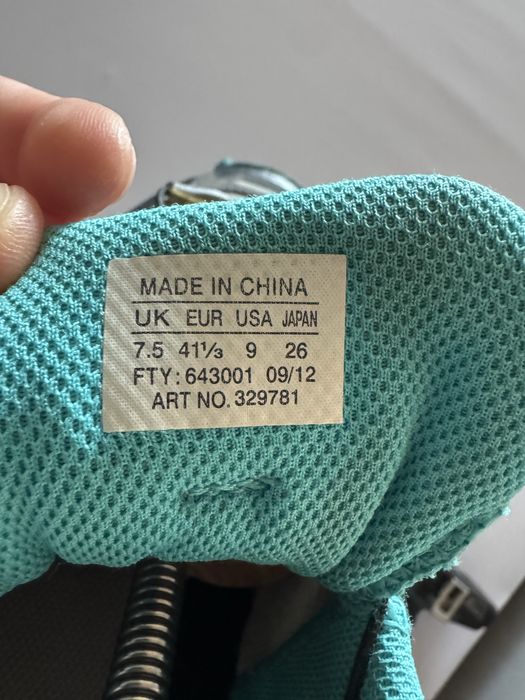 MADE IN CHINA
UK EUR USA JAPAN
7.5 41⅓ 9 26
FTY: 643001 09/12
ART NO. 329781